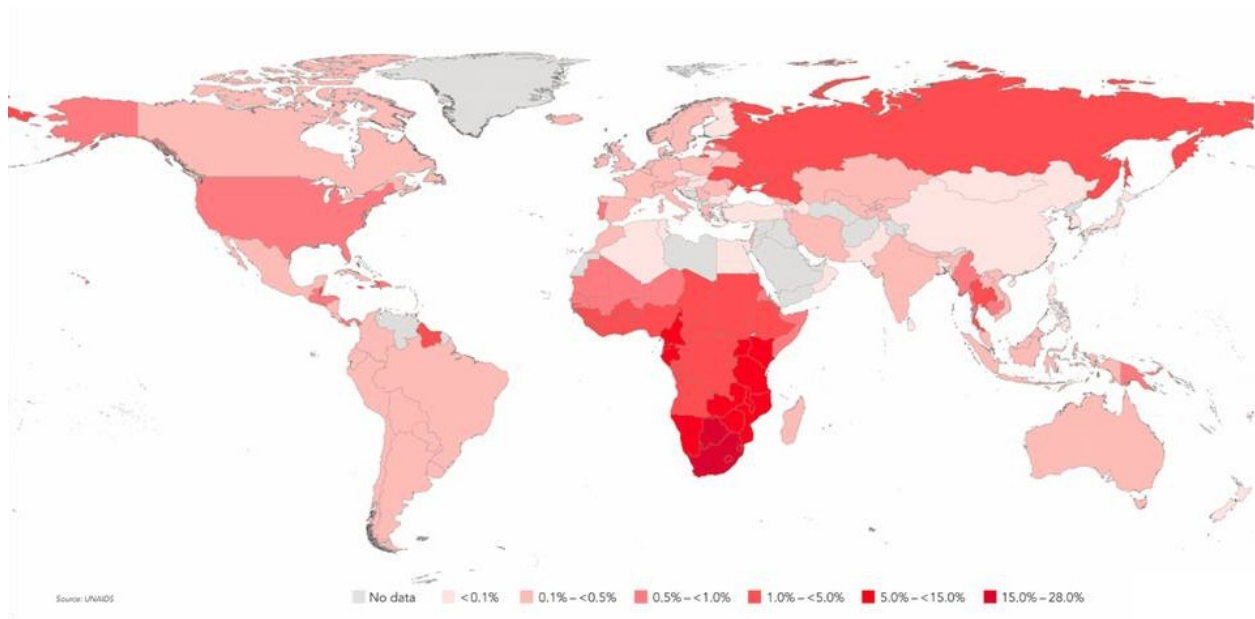 Source: UNAIDS
No data <0.1% 0.1% – <0.5% 0.5% – <1.0% 1.0% – <5.0% 5.0% – <15.0% 15.0% – 28.0%